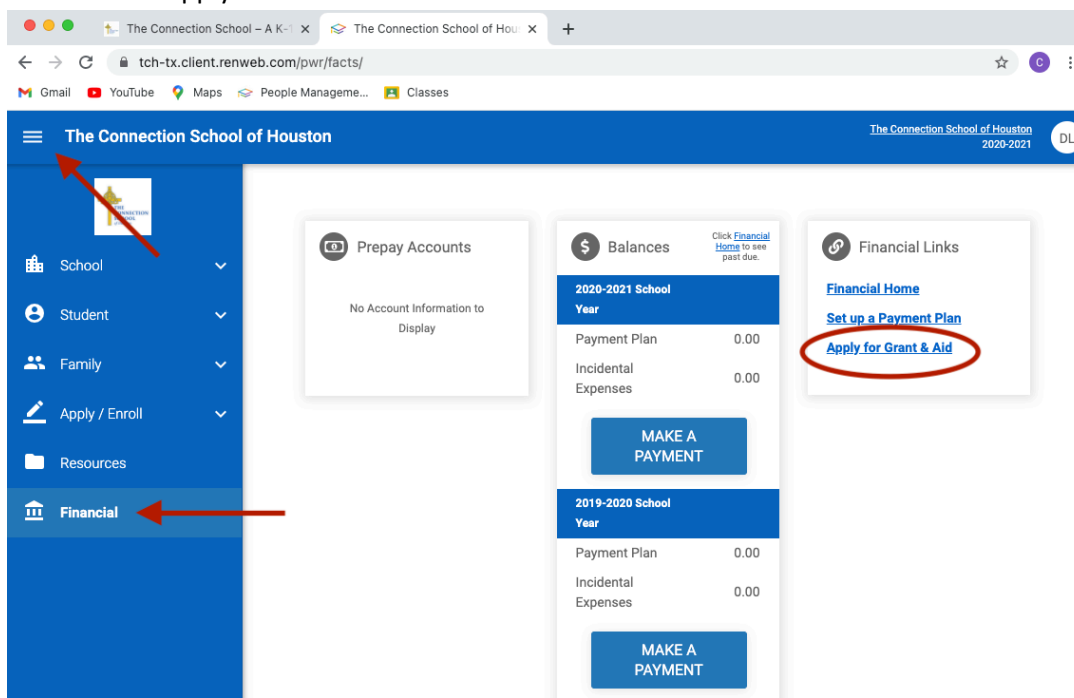 The Connection School – A K-1
The Connection School of Hou
tch-tx.client.renweb.com/pwr/facts/
C
Gmail
YouTube
Maps
People Manageme...
Classes
The Connection School of Houston
The Connection School of Houston
2020-2021
DL
THE
CONNECTION
SCHOOL
School
Student
Family
Apply / Enroll
Resources
Financial
Prepay Accounts
No Account Information to
Display
Balances
Click Financial
Home to see
past due.
2020-2021 School
Year
Payment Plan 0.00
Incidental
Expenses 0.00
MAKE A
PAYMENT
2019-2020 School
Year
Payment Plan 0.00
Incidental
Expenses 0.00
MAKE A
PAYMENT
Financial Links
Financial Home
Set up a Payment Plan
Apply for Grant & Aid